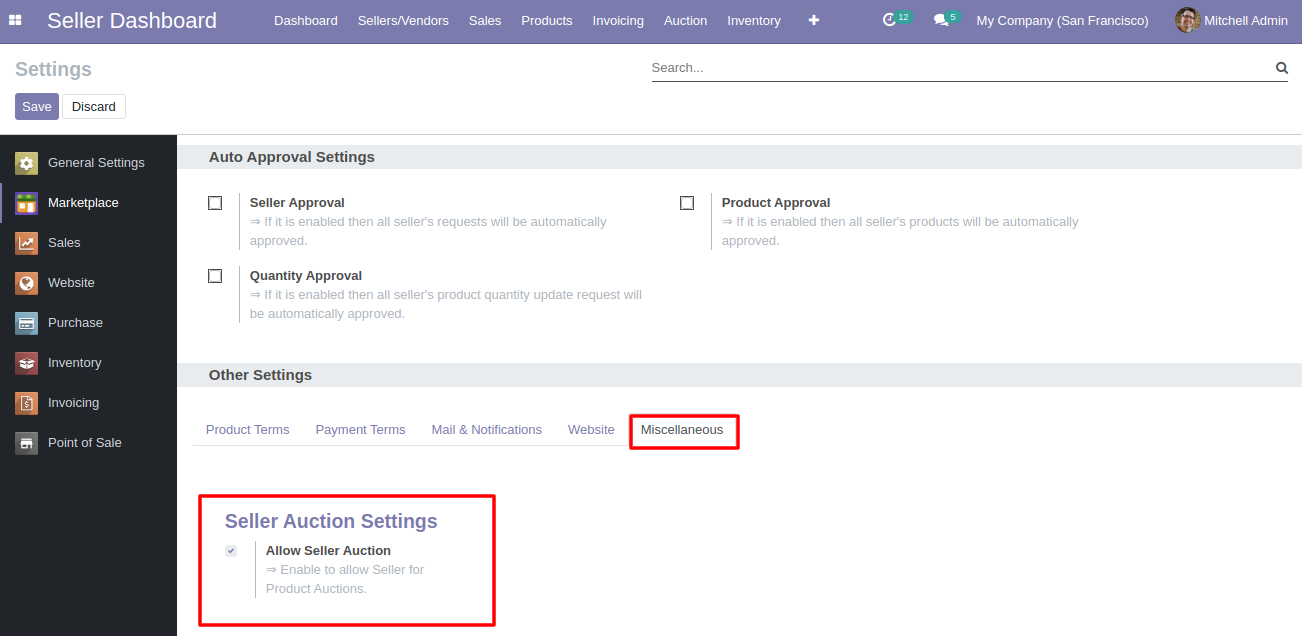 Seller Dashboard
Dashboard Sellers/Vendors Sales Products Invoicing Auction Inventory
12 5 My Company (San Francisco) Mitchell Admin
Settings
Search...
Save Discard
General Settings
Marketplace
Sales
Website
Purchase
Inventory
Invoicing
Point of Sale
Auto Approval Settings
Seller Approval
⇒ If it is enabled then all seller's requests will be automatically
approved.
Product Approval
⇒ If it is enabled then all seller's products will be automatically
approved.
Quantity Approval
⇒ If it is enabled then all seller's product quantity update request will
be automatically approved.
Other Settings
Product Terms Payment Terms Mail & Notifications Website Miscellaneous
Seller Auction Settings
Allow Seller Auction
⇒ Enable to allow Seller for
Product Auctions.